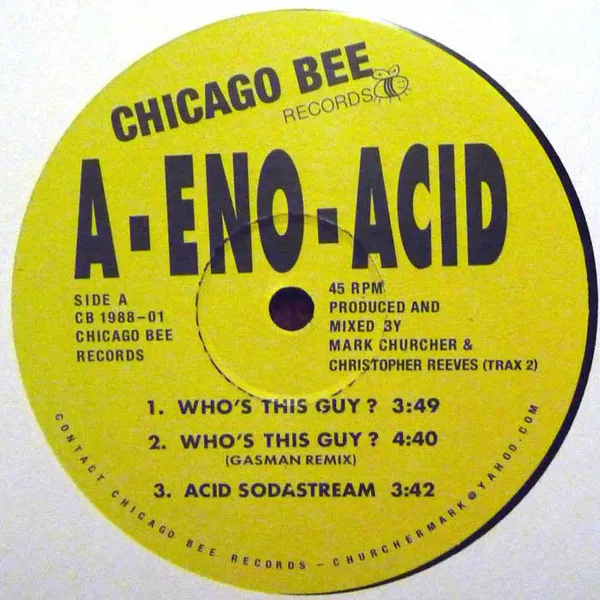 CHICAGO BEE
RECORDS
A-ENO-ACID
SIDE A
CB 1988-01
CHICAGO BEE
RECORDS
45 RPM
PRODUCED AND
MIXED BY
MARK CHURCHER &
CHRISTOPHER REEVES (TRAX 2)
1. WHO'S THIS GUY? 3:49
2. WHO'S THIS GUY? 4:40
(GASMAN REMIX)
3. ACID SODASTREAM 3:42
CONTACT CHICAGO BEE RECORDS - CHURCHERMARK@YAHOO.COM